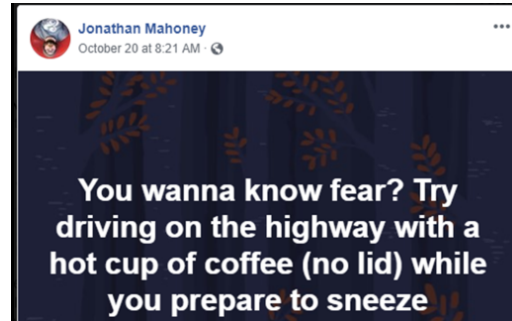 Jonathan Mahoney
October 20 at 8:21 AM ·
You wanna know fear? Try
driving on the highway with a
hot cup of coffee (no lid) while
you prepare to sneeze